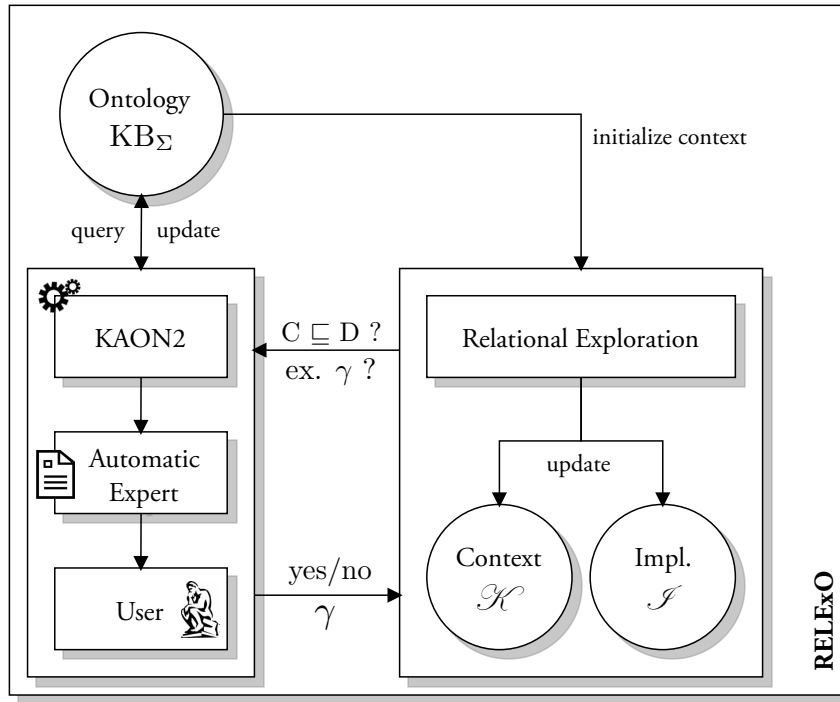 Ontology
KB_Σ
initialize context
query update
KAON2
C ⊑ D ?
ex. γ ?
Relational Exploration
Automatic
Expert
update
User
yes/no
γ
Context
𝒦
Impl.
ℐ
RELExO